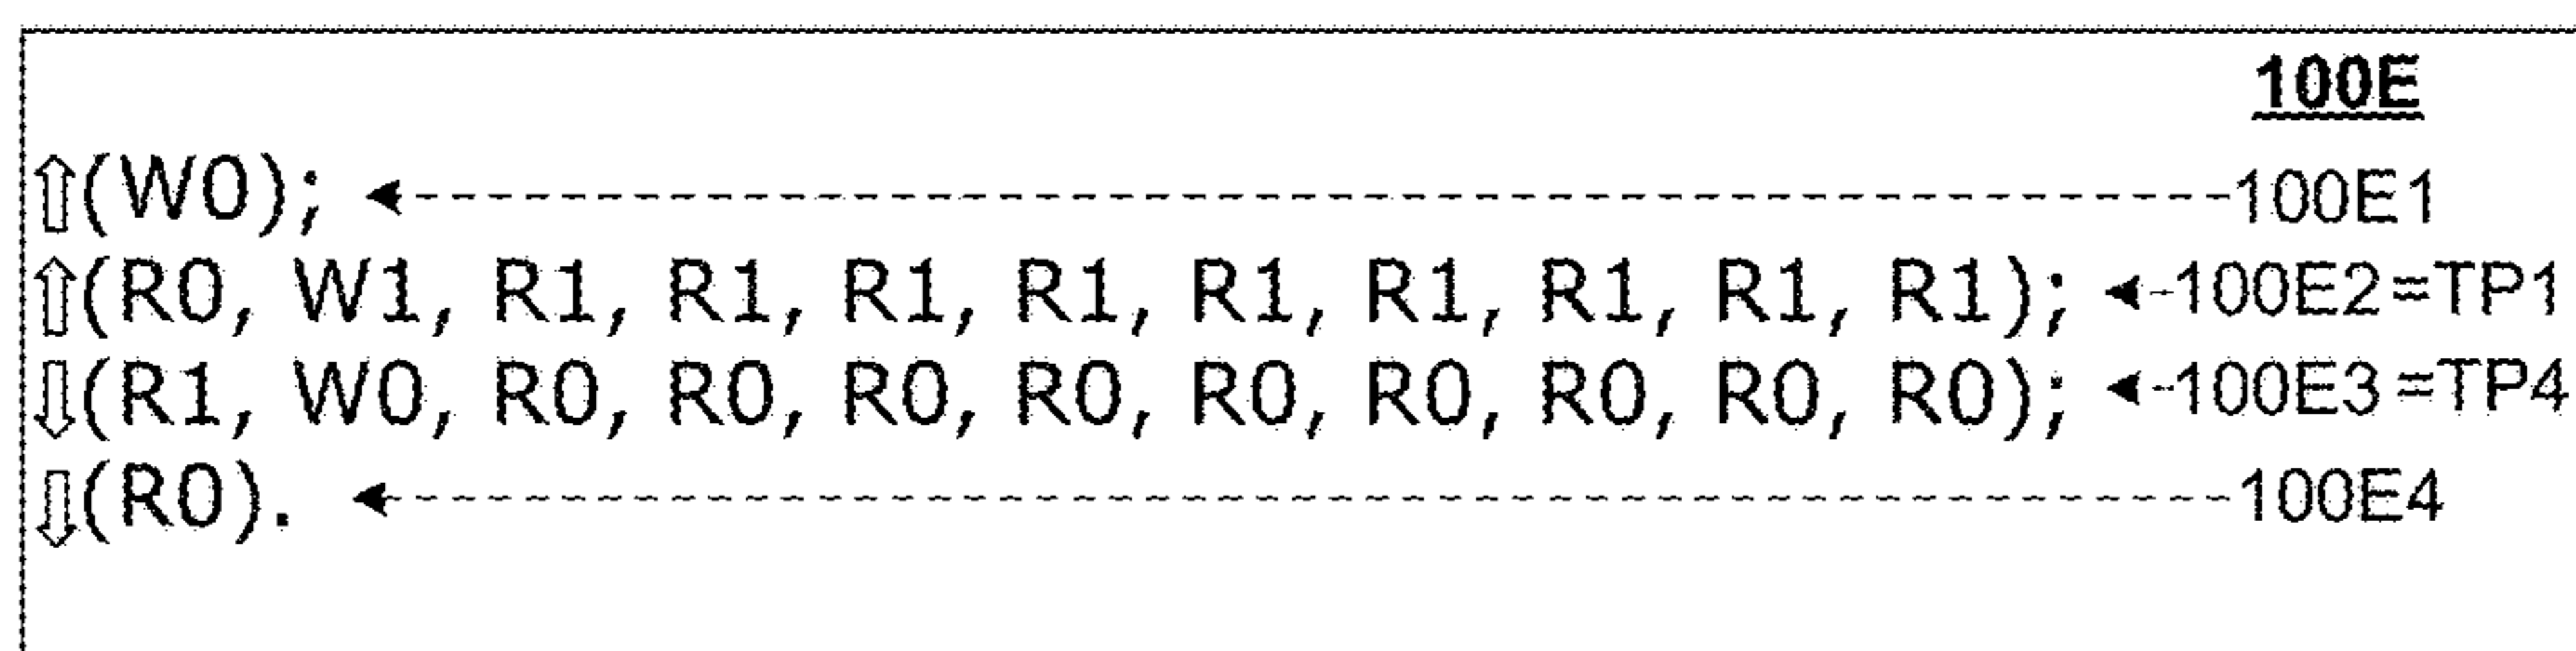 100E
⇑(W0); ◄100E1
⇑(R0, W1, R1, R1, R1, R1, R1, R1, R1, R1, R1); ◄100E2=TP1
⇓(R1, W0, R0, R0, R0, R0, R0, R0, R0, R0, R0); ◄100E3=TP4
⇓(R0). ◄100E4